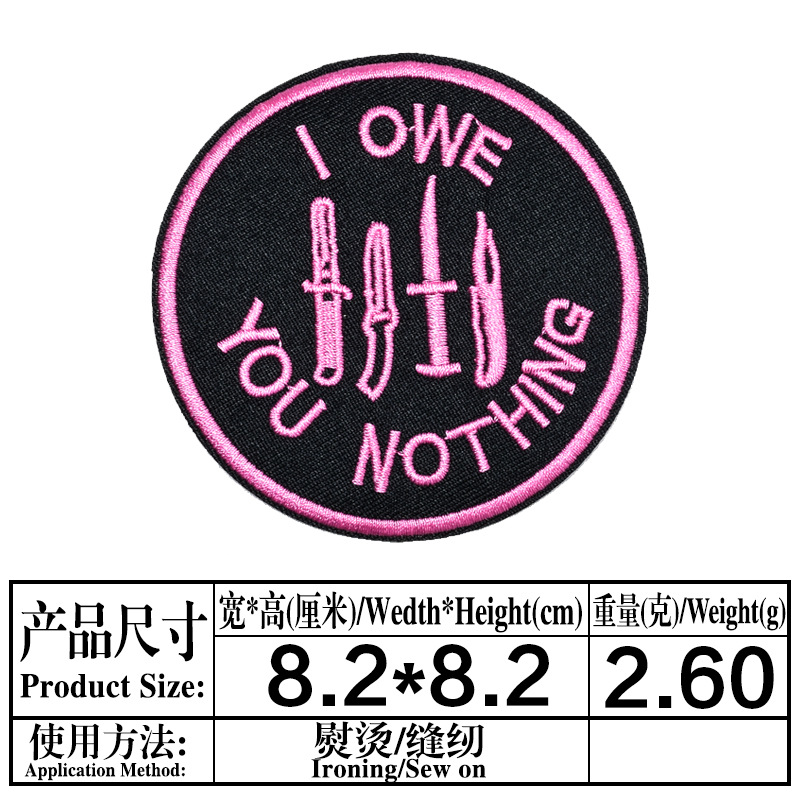 I OWE
YOU NOTHING
产品尺寸
Product Size:
宽*高(厘米)/Wedth*Height(cm)
重量(克)/Weight(g)
8.2*8.2
2.60
使用方法:
Application Method:
熨烫/缝纫
Ironing/Sew on